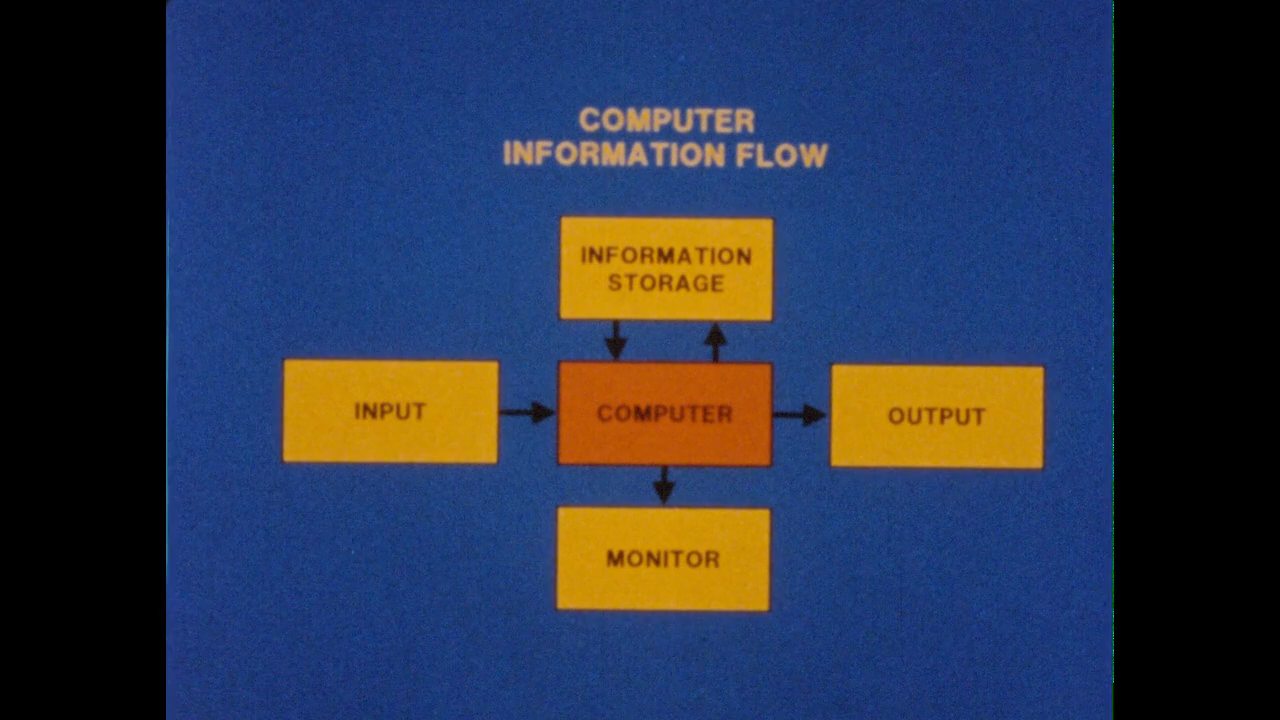 COMPUTER
INFORMATION FLOW
INFORMATION
STORAGE
INPUT
COMPUTER
OUTPUT
MONITOR